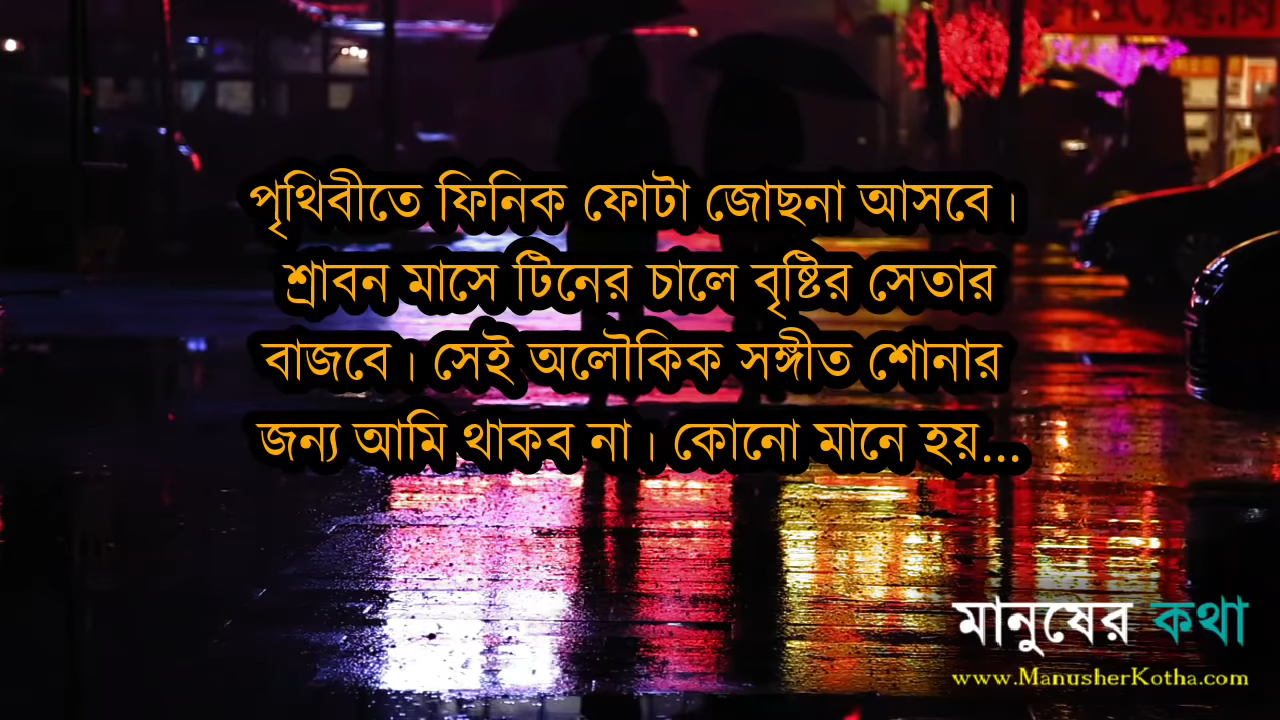 পৃথিবীতে ফিনিক ফোটা জোছনা আসবে।
শ্রাবন মাসে টিনের চালে বৃষ্টির সেতার
বাজবে। সেই অলৌকিক সঙ্গীত শোনার
জন্য আমি থাকব না। কোনো মানে হয়...
মানুষের কথা
www.ManusherKotha.com